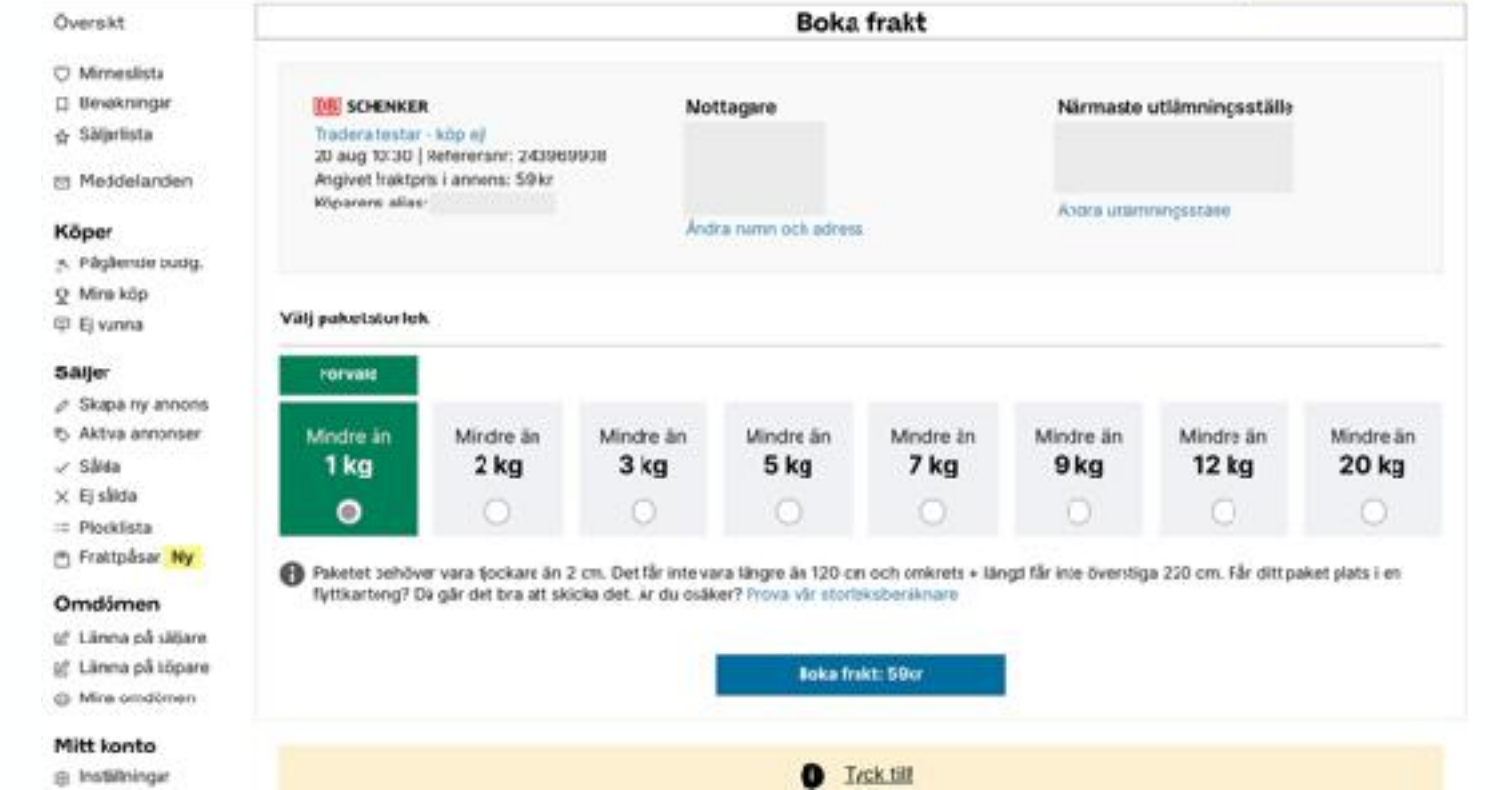 Översikt
Minneslista
Bevakningar
Säljarlista
Meddelanden
Köper
Pågående budg.
Mina köp
Ej vunna
Säljer
Skapa ny annons
Aktiva annonser
Sålda
Ej sålda
Plocklista
Fraktpåsar Ny
Omdömen
Lämna på säljare
Lämna på köpare
Mina omdömen
Mitt konto
Inställningar
Boka frakt
DB SCHENKER
Tradera testar - köp ej!
20 aug 10:30 | Referensnr:
Angivet fraktpris i annons: 59 kr
Köparens alias:
Mottagare
Ändra namn och adress
Närmaste utlämningsställe
Ändra utlämningsställe
Välj paketstorlek
Förvald
Mindre än
1 kg
Mindre än
2 kg
Mindre än
3 kg
Mindre än
5 kg
Mindre än
7 kg
Mindre än
9 kg
Mindre än
12 kg
Mindre än
20 kg
Paketet behöver vara tjockare än 2 cm. Det får inte vara längre än 120 cm och omkrets + längd får inte överstiga 220 cm. Får ditt paket plats i en
flyttkartong? Då går det bra att skicka det. Är du osäker? Prova vår storleksberäknare
Boka frakt: 59kr
Tyck till!